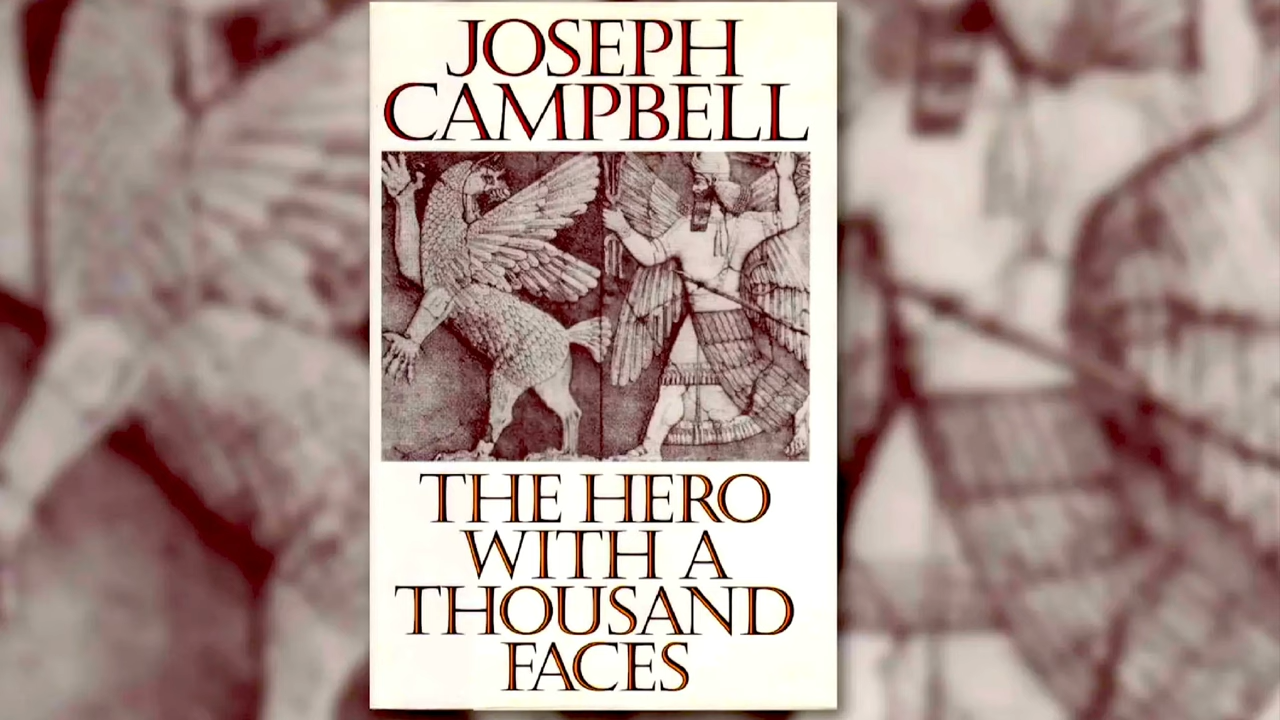 JOSEPH
CAMPBELL
THE HERO
WITH A
THOUSAND
FACES